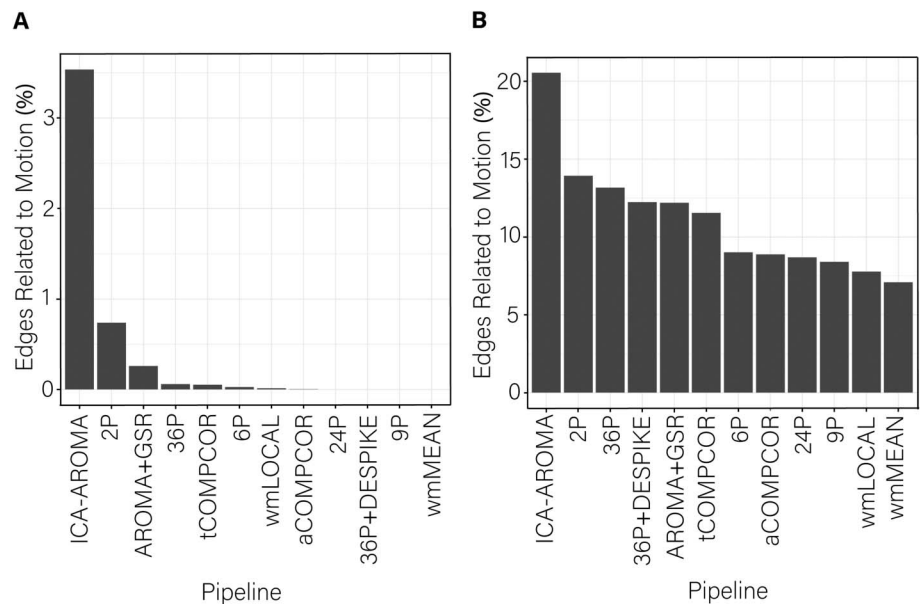 A
Edges Related to Motion (%)
3
2
1
0
ICA-AROMA
2P
AROMA+GSR
36P
tCOMPCOR
6P
wmLOCAL
aCOMPCOR
24P
36P+DESPIKE
9P
wmMEAN
Pipeline
B
Edges Related to Motion (%)
20
15
10
5
0
ICA-AROMA
2P
36P
36P+DESPIKE
AROMA+GSR
tCOMPCOR
6P
aCOMPCOR
24P
9P
wmLOCAL
wmMEAN
Pipeline